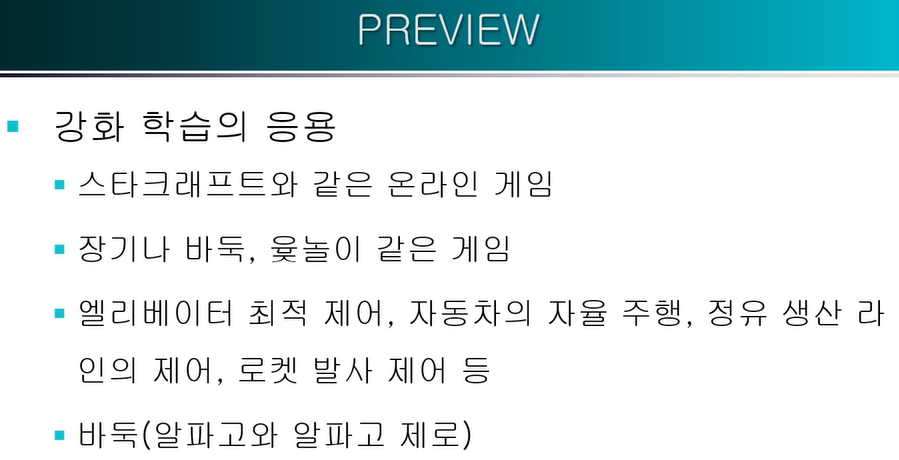 PREVIEW
▪ 강화 학습의 응용
▪ 스타크래프트와 같은 온라인 게임
▪ 장기나 바둑, 윷놀이 같은 게임
▪ 엘리베이터 최적 제어, 자동차의 자율 주행, 정유 생산 라
인의 제어, 로켓 발사 제어 등
▪ 바둑(알파고와 알파고 제로)